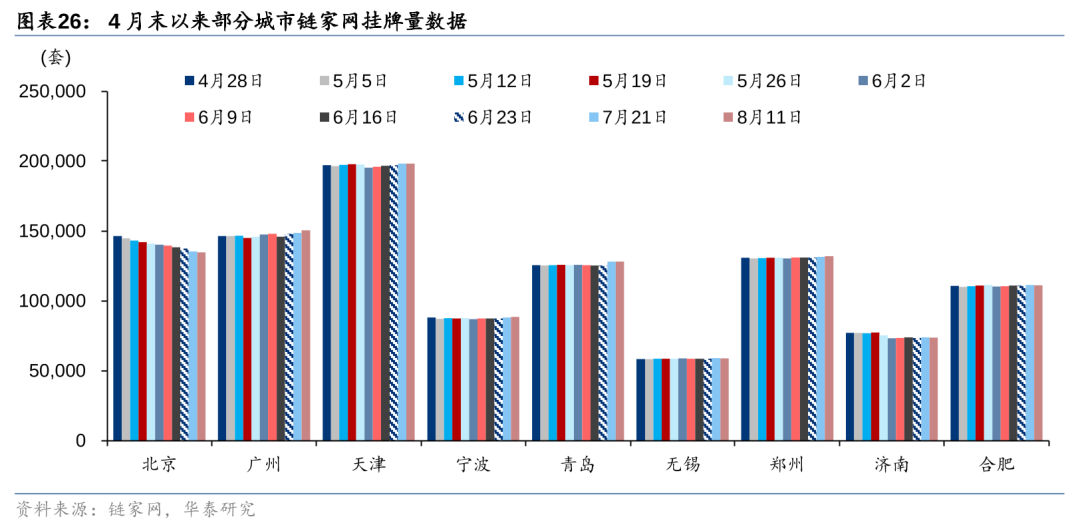 图表26： 4 月末以来部分城市链家网挂牌量数据
(套)
4月28日 5月5日 5月12日 5月19日 5月26日 6月2日
6月9日 6月16日 6月23日 7月21日 8月11日
250,000
200,000
150,000
100,000
50,000
0
北京 广州 天津 宁波 青岛 无锡 郑州 济南 合肥
资料来源：链家网，华泰研究